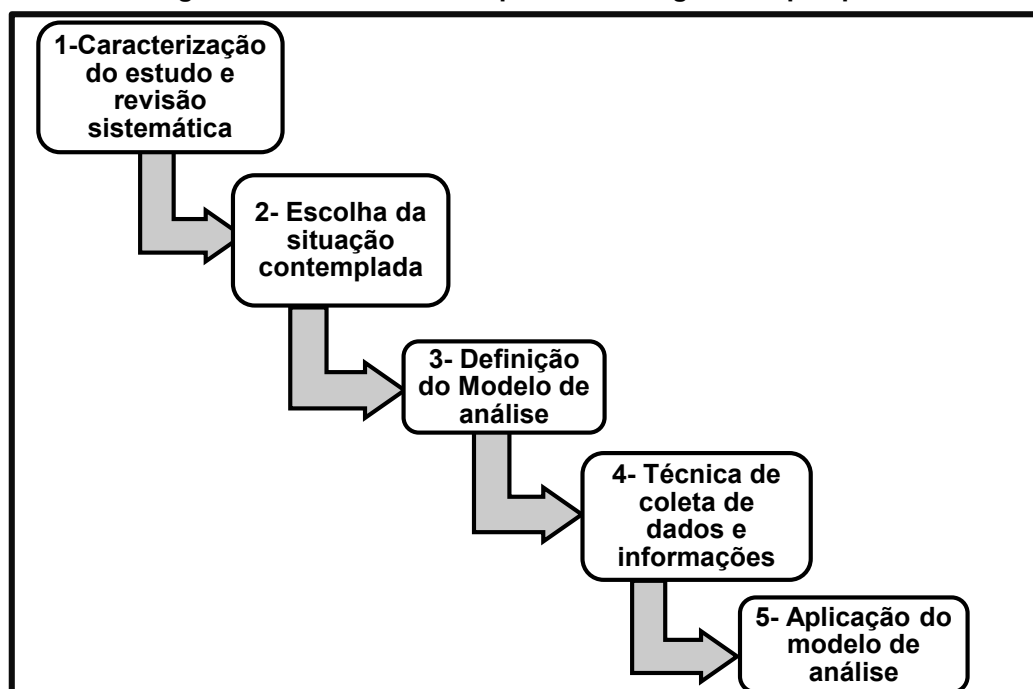 1-Caracterização
do estudo e
revisão
sistemática
2- Escolha da
situação
contemplada
3- Definição
do Modelo de
análise
4- Técnica de
coleta de
dados e
informações
5- Aplicação do
modelo de
análise